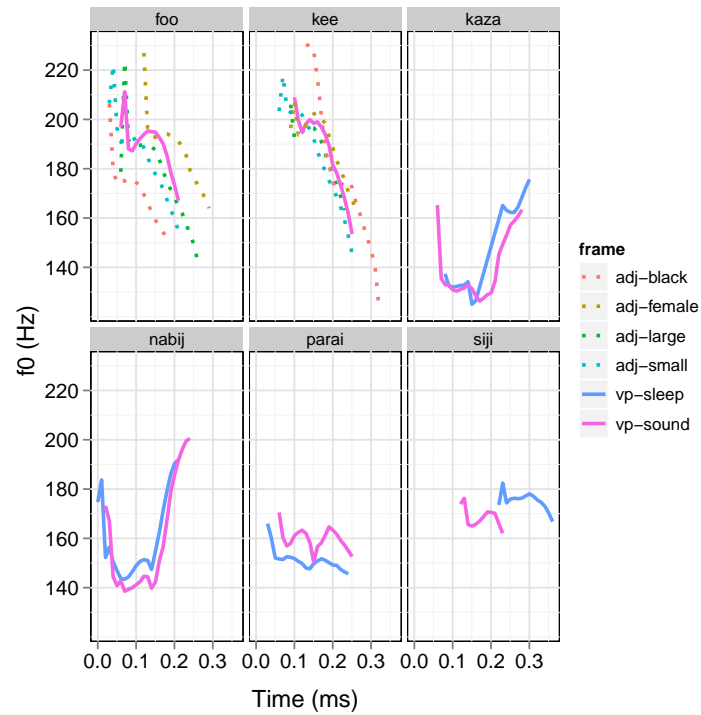 foo kee kaza
220
200
180
160
140
nabij parai siji
220
200
180
160
140
0.0 0.1 0.2 0.3 0.0 0.1 0.2 0.3 0.0 0.1 0.2 0.3
f0 (Hz)
Time (ms)
frame
adj−black
adj−female
adj−large
adj−small
vp−sleep
vp−sound